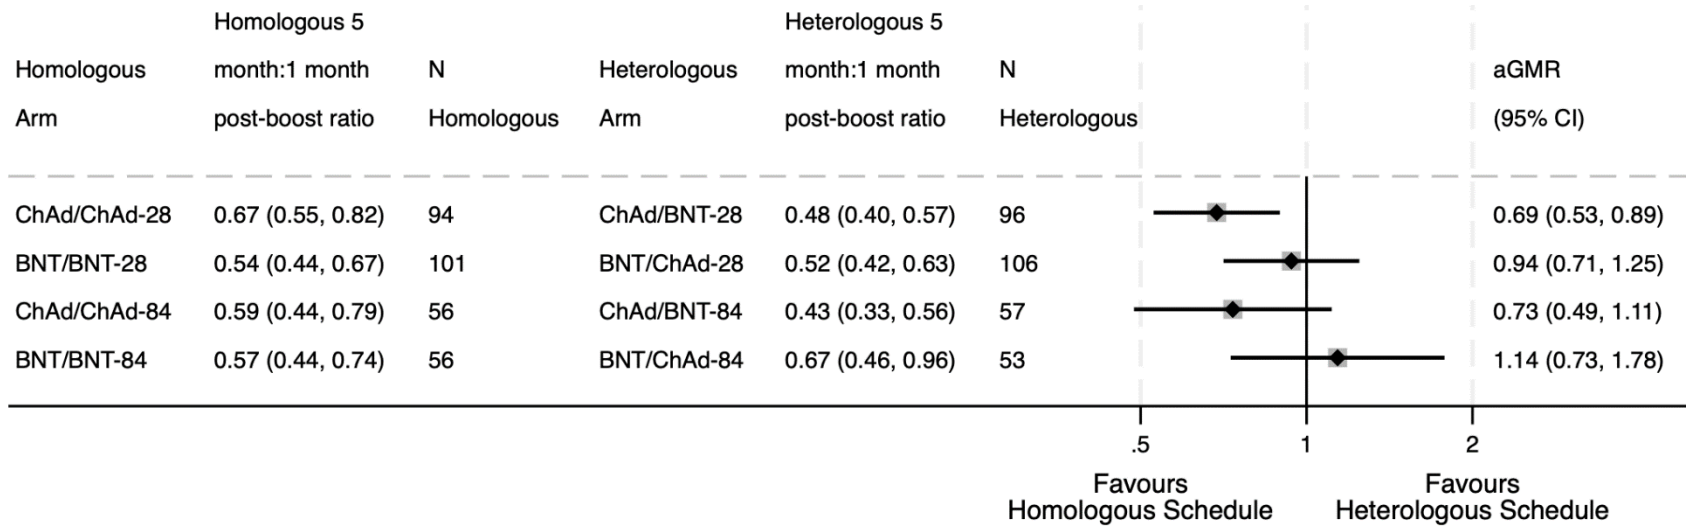 Homologous 5 Heterologous 5
Homologous month:1 month N Heterologous month:1 month N aGMR
Arm post-boost ratio Homologous Arm post-boost ratio Heterologous (95% CI)
ChAd/ChAd-28 0.67 (0.55, 0.82) 94 ChAd/BNT-28 0.48 (0.40, 0.57) 96 0.69 (0.53, 0.89)
BNT/BNT-28 0.54 (0.44, 0.67) 101 BNT/ChAd-28 0.52 (0.42, 0.63) 106 0.94 (0.71, 1.25)
ChAd/ChAd-84 0.59 (0.44, 0.79) 56 ChAd/BNT-84 0.43 (0.33, 0.56) 57 0.73 (0.49, 1.11)
BNT/BNT-84 0.57 (0.44, 0.74) 56 BNT/ChAd-84 0.67 (0.46, 0.96) 53 1.14 (0.73, 1.78)
.5 1 2
Favours Favours
Homologous Schedule Heterologous Schedule